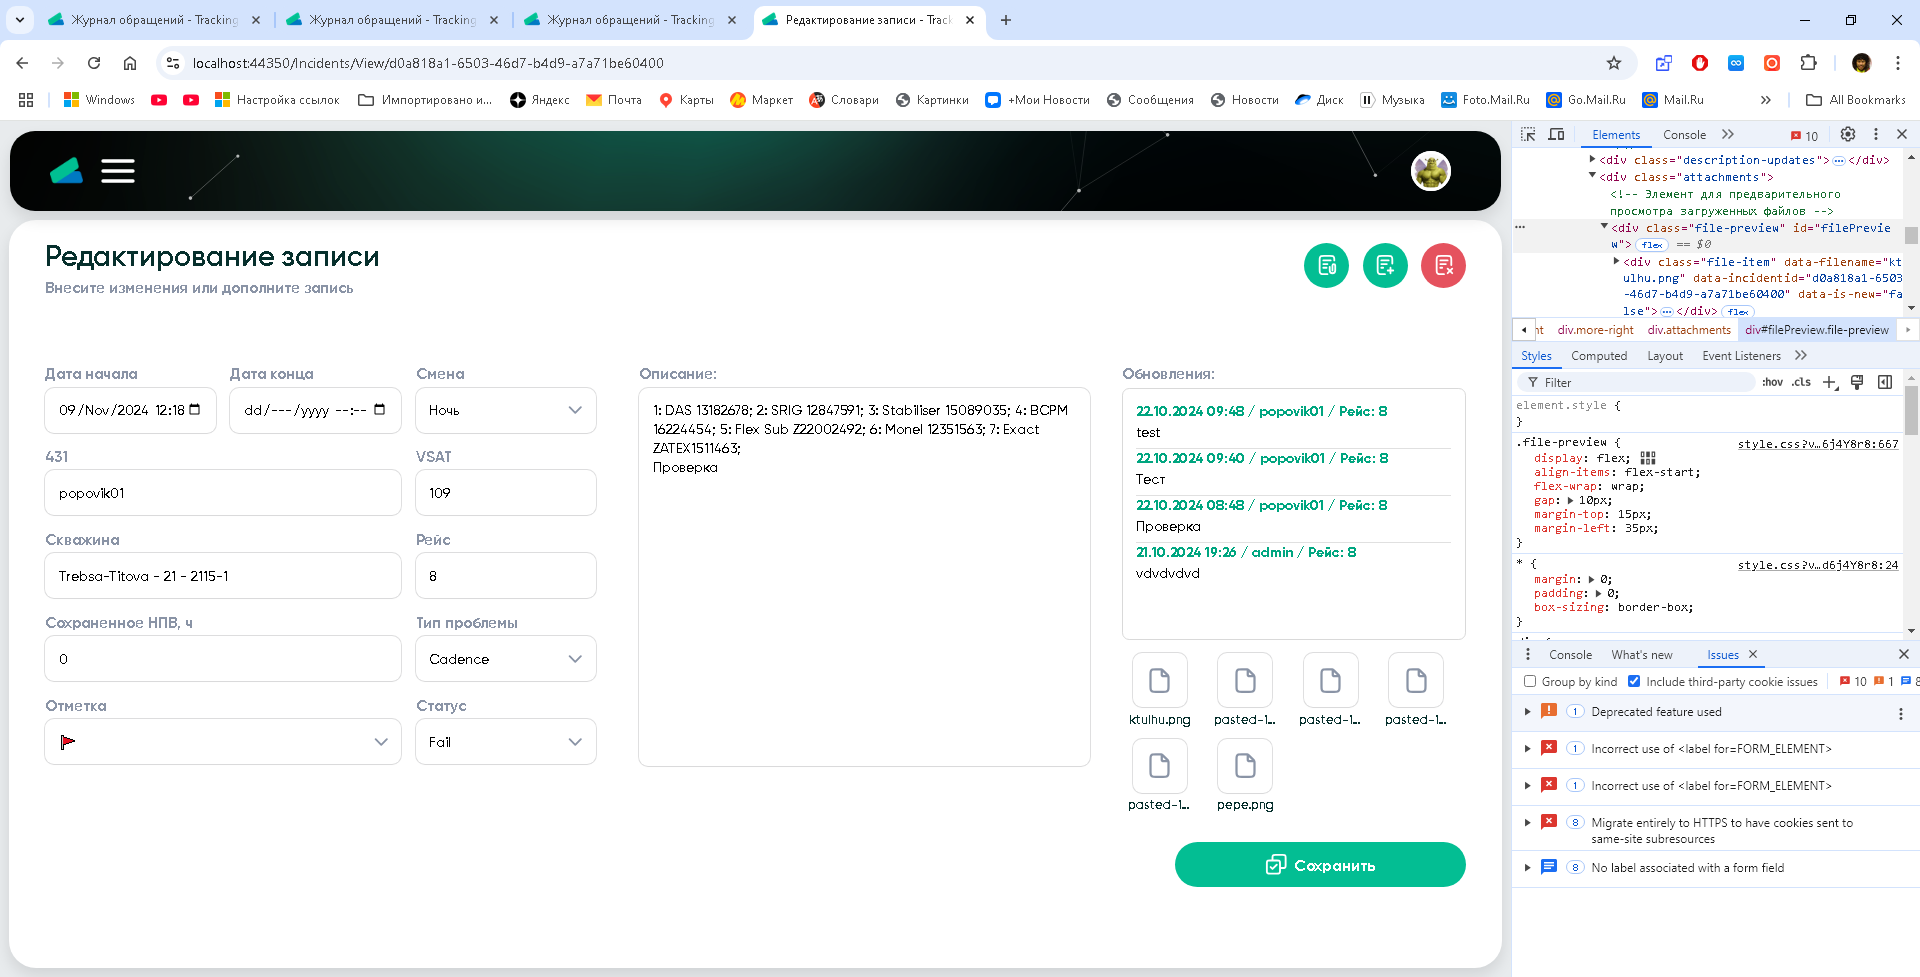 Журнал обращений - Tracking
Журнал обращений - Tracking
Журнал обращений - Tracking
Редактирование записи - Track
localhost:44350/Incidents/View/d0a818a1-6503-46d7-b4d9-a7a71be60400
Windows
Настройка ссылок
Импортировано и...
Яндекс
Почта
Карты
Маркет
Словари
Картинки
+Мои Новости
Сообщения
Новости
Диск
Музыка
Foto.Mail.Ru
Go.Mail.Ru
Mail.Ru
All Bookmarks
Редактирование записи
Внесите изменения или дополните запись
Дата начала
Дата конца
Смена
09/Nov/2024 12:18
dd/---/yyyy --:--
Ночь
431
VSAT
popovik01
109
Скважина
Рейс
Trebsa-Titova - 21 - 2115-1
8
Сохраненное НПВ, ч
Тип проблемы
0
Cadence
Отметка
Статус
Fail
Описание:
1: DAS 13182678; 2: SRIG 12847591; 3: Stabiliser 15089035; 4: BCPM
16224454; 5: Flex Sub Z22002492; 6: Monel 12351563; 7: Exact
ZATEX1511463;
Проверка
Обновления:
22.10.2024 09:48 / popovik01 / Рейс: 8
test
22.10.2024 09:40 / popovik01 / Рейс: 8
Тест
22.10.2024 08:48 / popovik01 / Рейс: 8
Проверка
21.10.2024 19:26 / admin / Рейс: 8
vdvdvdvd
ktulhu.png
pasted-1...
pasted-1...
pasted-1...
pasted-1...
pepe.png
Сохранить
Elements
Console
10
<div class="description-updates"></div>
<div class="attachments">
<!-- Элемент для предварительного
просмотра загруженных файлов -->
<div class="file-preview" id="filePrevie
w"> flex == $0
<div class="file-item" data-filename="kt
ulhu.png" data-incidentid="d0a818a1-6503
-46d7-b4d9-a7a71be60400" data-is-new="fa
lse"></div> flex
nt
div.more-right
div.attachments
div#filePreview.file-preview
Styles
Computed
Layout
Event Listeners
Filter
:hov
.cls
element.style {
}
.file-preview {
style.css?v…6j4Y8r8:667
display: flex;
align-items: flex-start;
flex-wrap: wrap;
gap: 10px;
margin-top: 15px;
margin-left: 35px;
}
* {
style.css?v…d6j4Y8r8:24
margin: 0;
padding: 0;
box-sizing: border-box;
}
Console
What's new
Issues
Group by kind
Include third-party cookie issues
10
1
8
1 Deprecated feature used
1 Incorrect use of <label for=FORM_ELEMENT>
1 Incorrect use of <label for=FORM_ELEMENT>
8 Migrate entirely to HTTPS to have cookies sent to
same-site subresources
8 No label associated with a form field